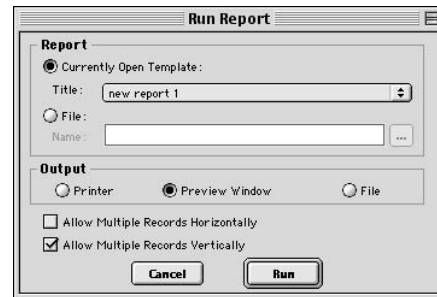 Run Report
Report
Currently Open Template:
Title: new report 1
File:
Name: ...
Output
Printer Preview Window File
Allow Multiple Records Horizontally
Allow Multiple Records Vertically
Cancel Run